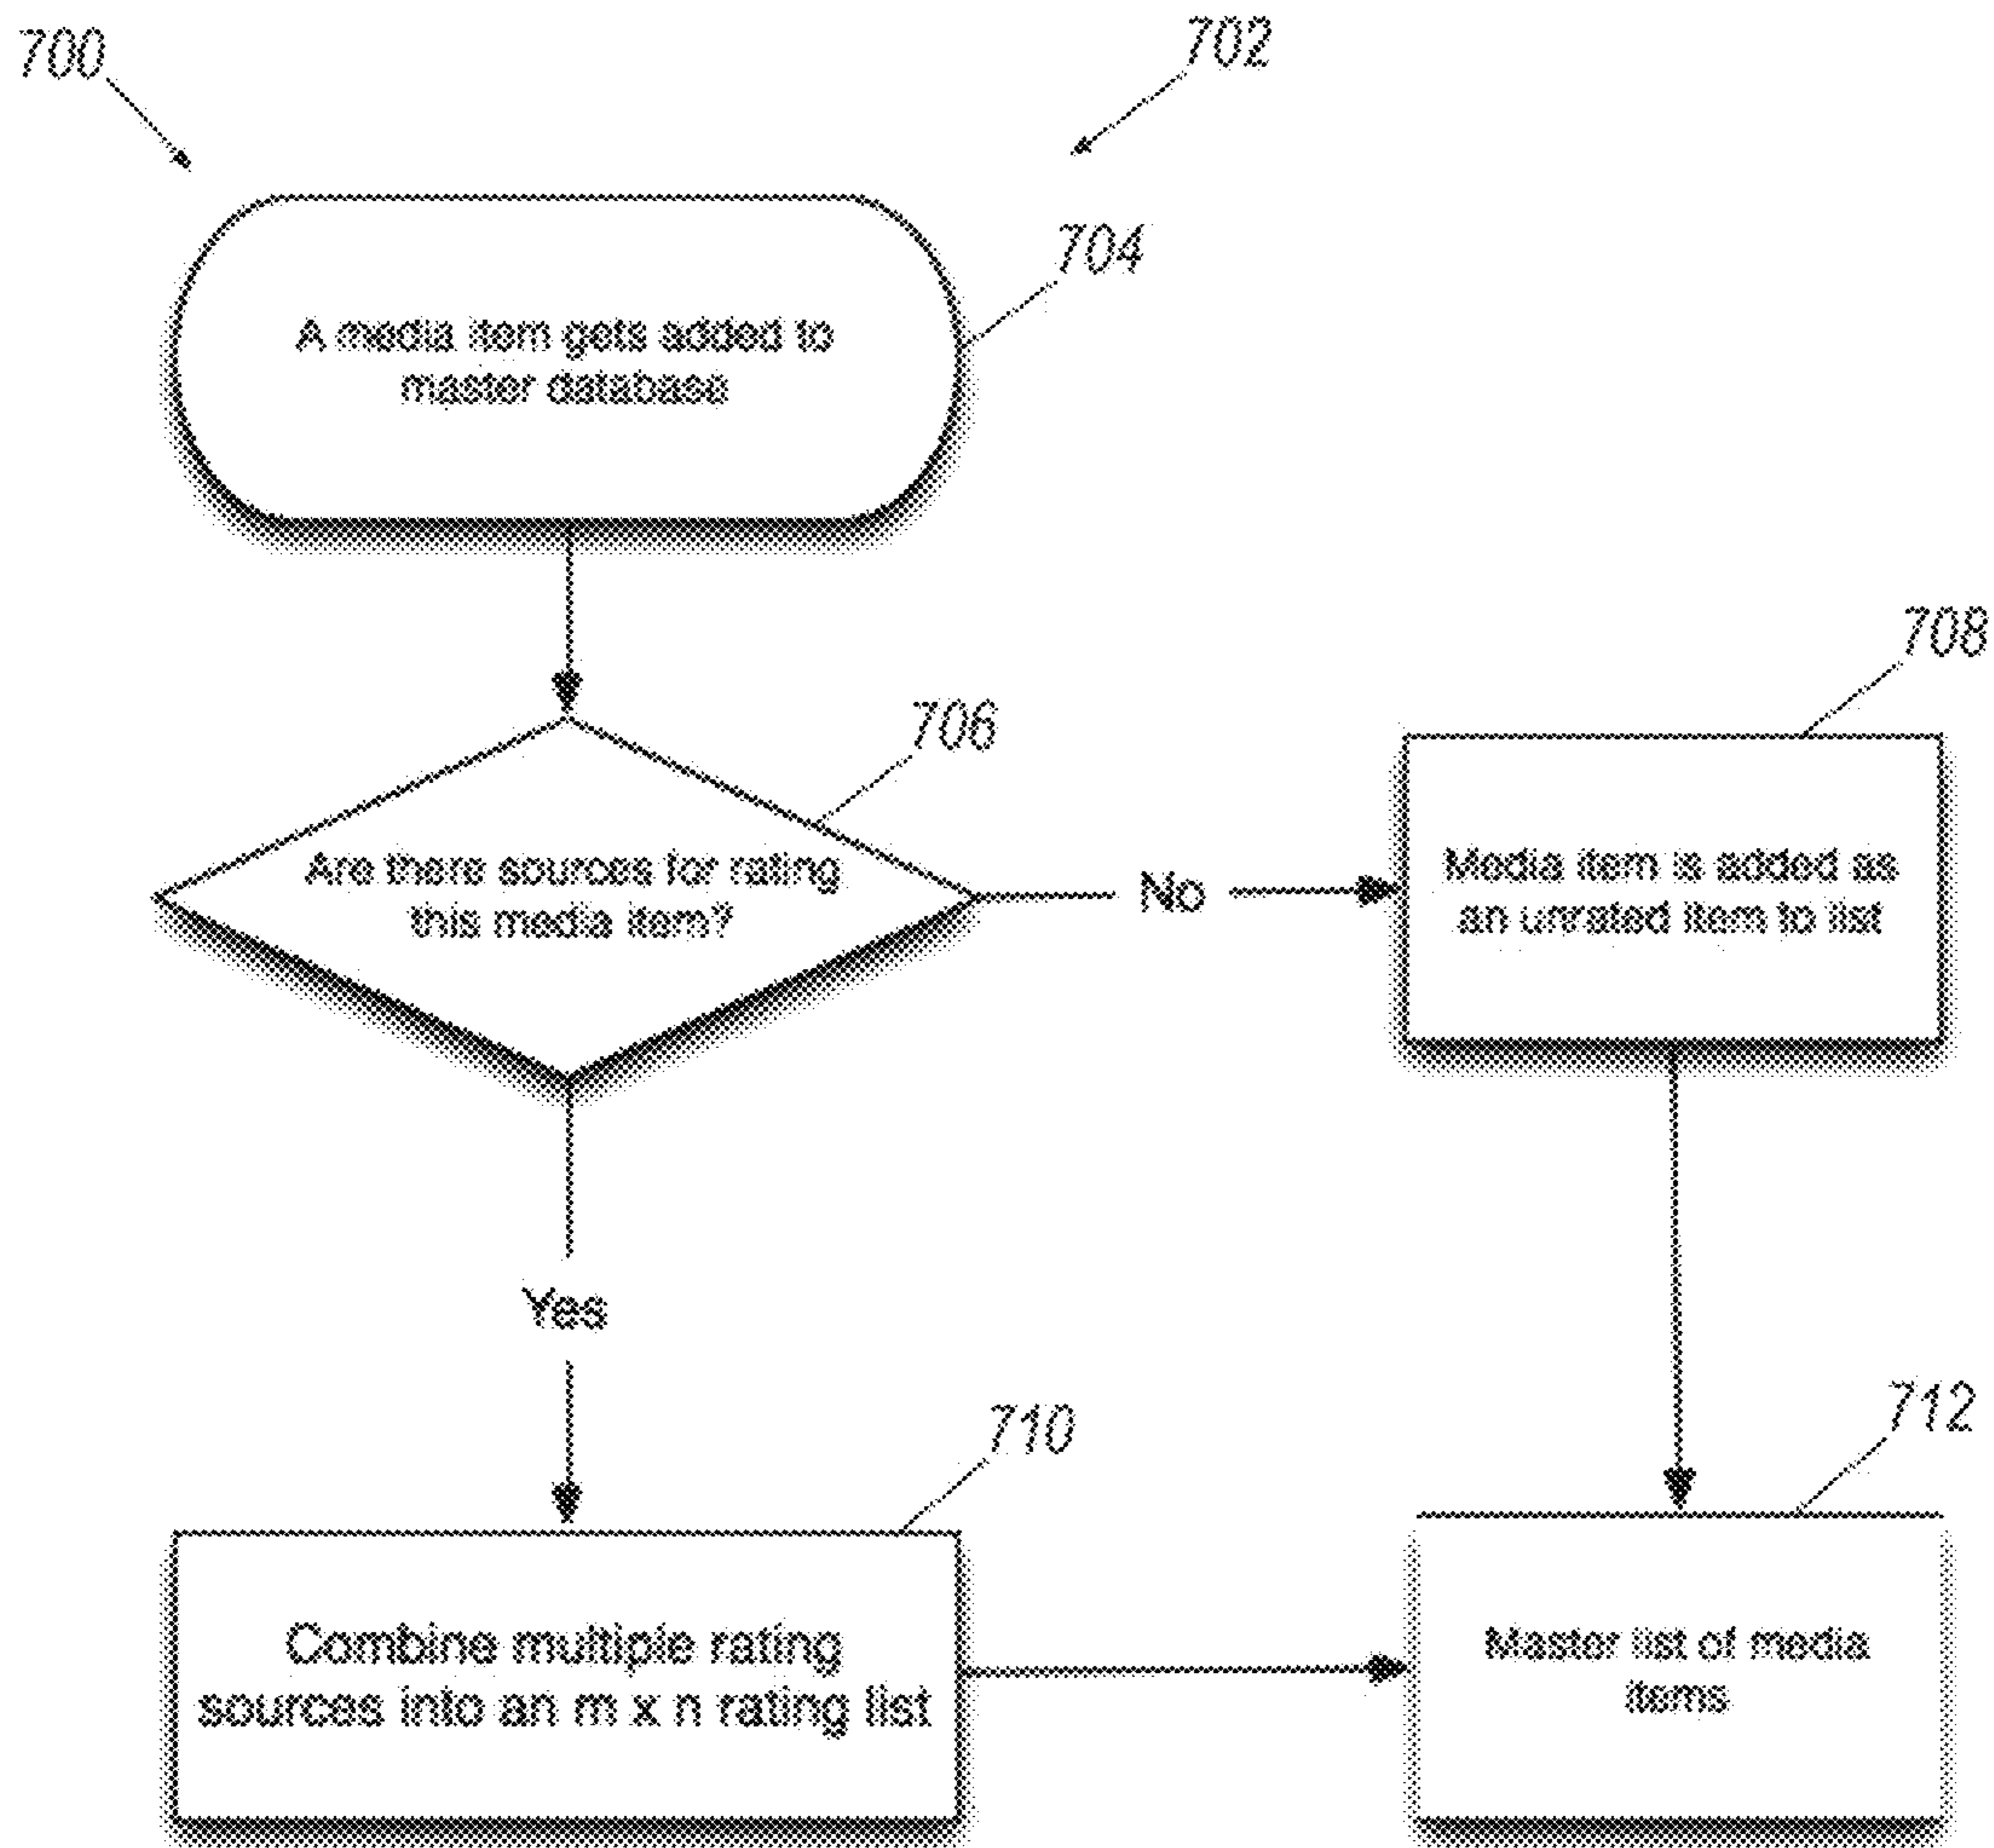 700
702
704
A media item gets added to
master database
706
708
Are there sources for rating
this media item?
No
Media item is added as
an unrated item to list
Yes
710
712
Combine multiple rating
sources into an m x n rating list
Master list of media
items